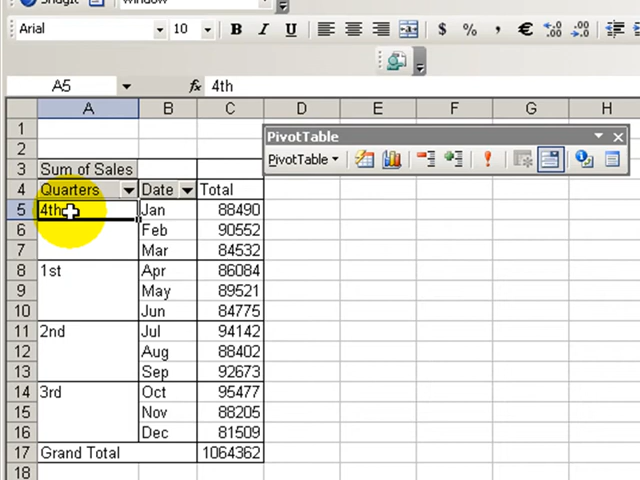 SnagIt Window
Arial 10 B I U $ % , €
A5 fx 4th
A B C D E F G H
1
2
PivotTable
PivotTable
3 Sum of Sales
4 Quarters Date Total
5 4th Jan 88490
6 Feb 90552
7 Mar 84532
8 1st Apr 86084
9 May 89521
10 Jun 84775
11 2nd Jul 94142
12 Aug 88402
13 Sep 92673
14 3rd Oct 95477
15 Nov 88205
16 Dec 81509
17 Grand Total 1064362
18